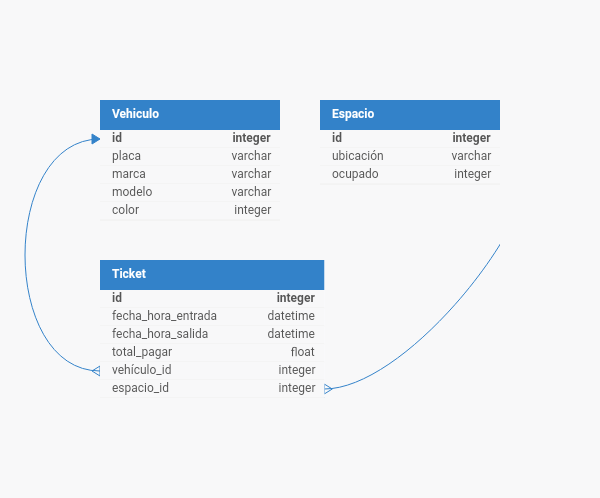 Vehiculo
id integer
placa varchar
marca varchar
modelo varchar
color integer
Espacio
id integer
ubicación varchar
ocupado integer
Ticket
id integer
fecha_hora_entrada datetime
fecha_hora_salida datetime
total_pagar float
vehículo_id integer
espacio_id integer